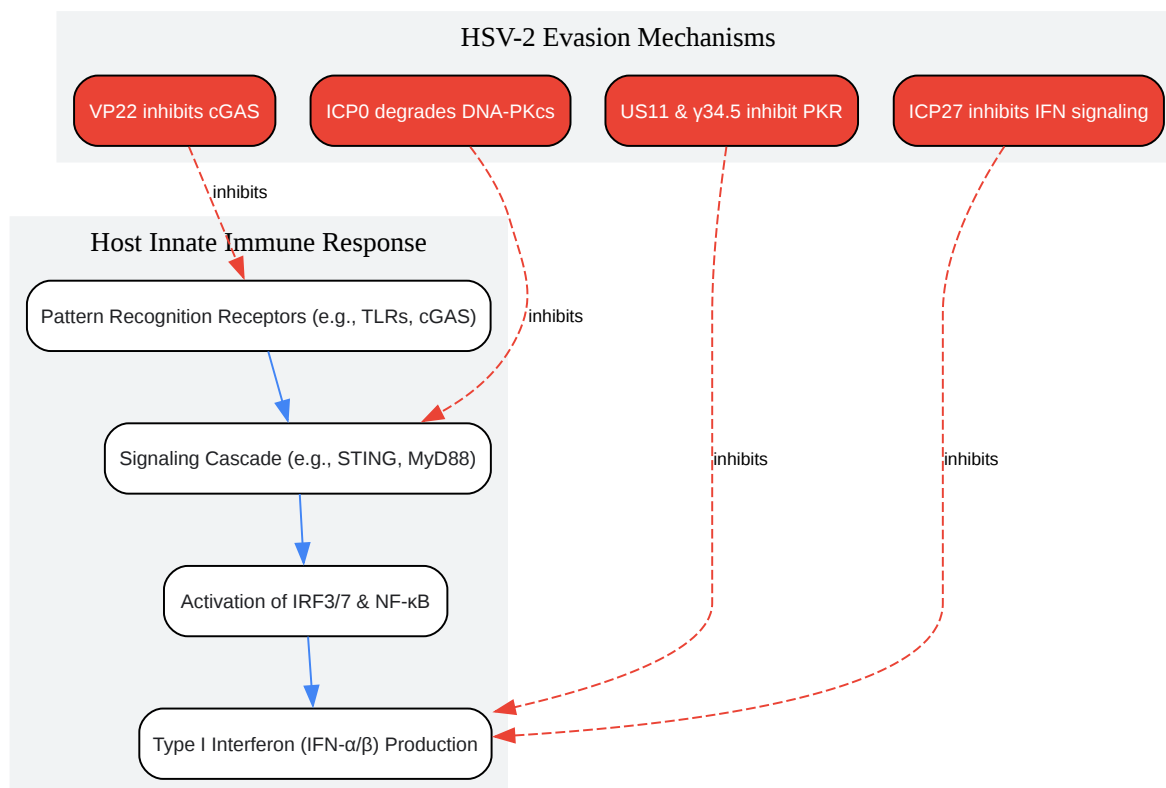 HSV-2 Evasion Mechanisms
VP22 inhibits cGAS
ICP0 degrades DNA-PKcs
US11 & γ34.5 inhibit PKR
ICP27 inhibits IFN signaling
inhibits
Host Innate Immune Response
Pattern Recognition Receptors (e.g., TLRs, cGAS)
inhibits
Signaling Cascade (e.g., STING, MyD88)
inhibits
inhibits
Activation of IRF3/7 & NF-κB
Type I Interferon (IFN-α/β) Production